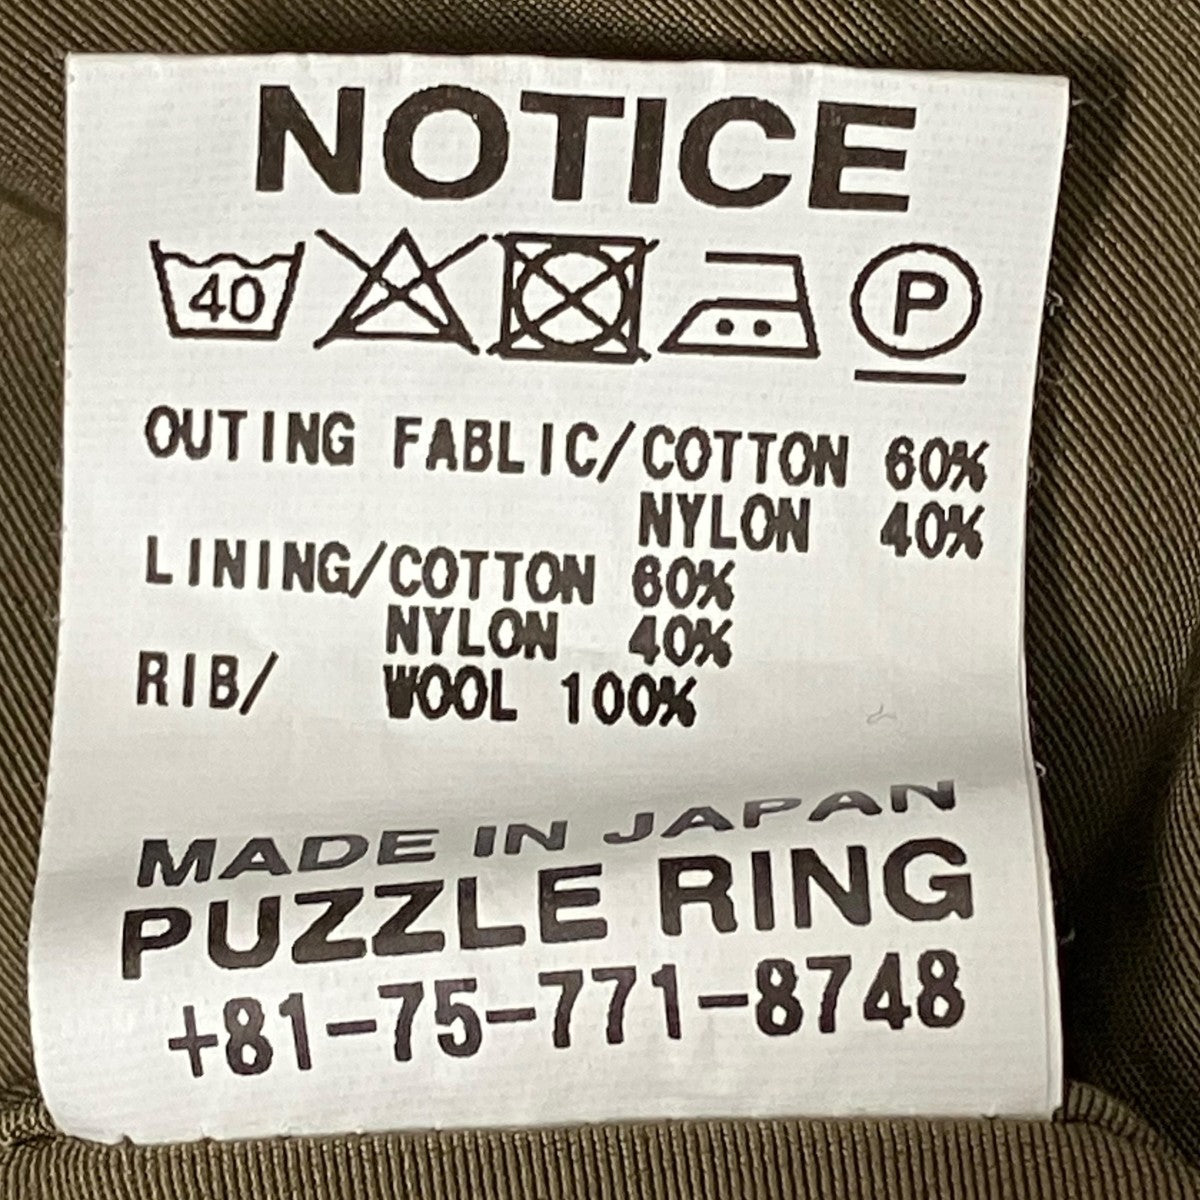 NOTICE
40 P
OUTING FABLIC/COTTON 60%
NYLON 40%
LINING/COTTON 60%
NYLON 40%
RIB/ WOOL 100%
MADE IN JAPAN
PUZZLE RING
+81-75-771-8748